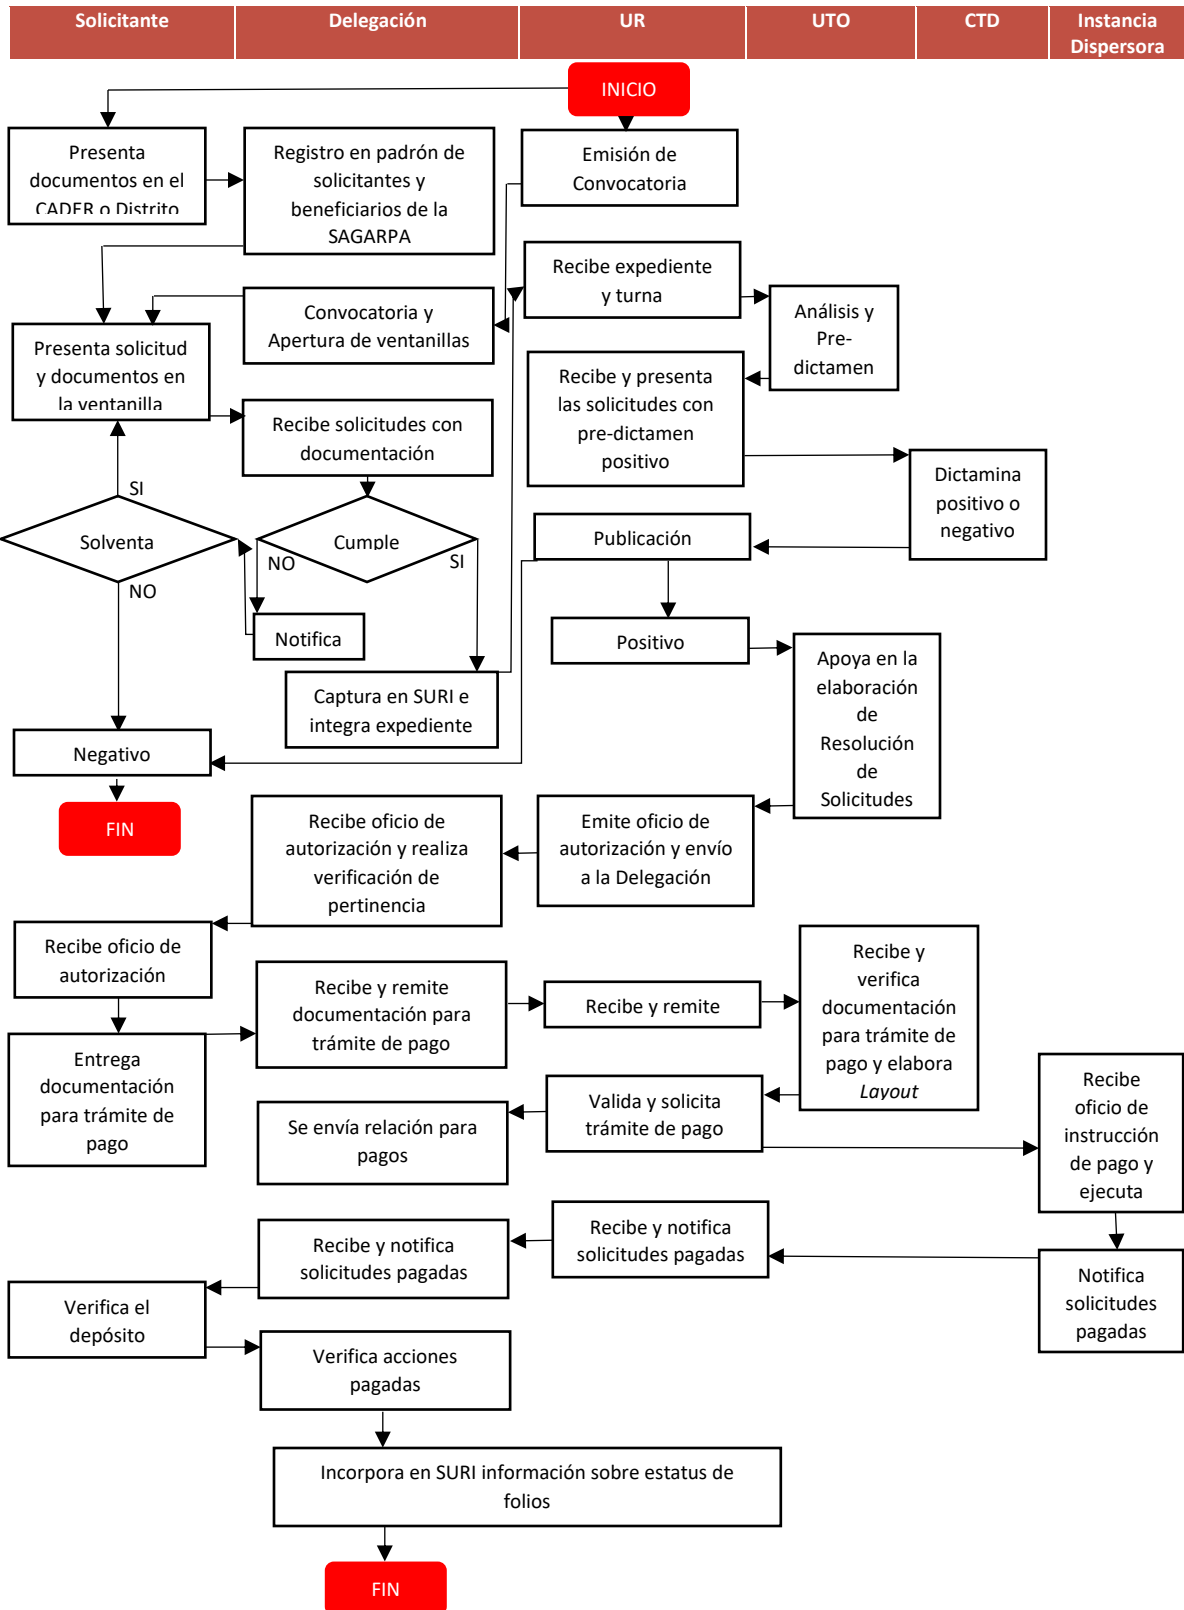 Solicitante
Delegación
UR
UTO
CTD
Instancia
Dispersora
INICIO
Presenta
documentos en el
CADER o Distrito
Registro en padrón de
solicitantes y
beneficiarios de la
SAGARPA
Emisión de
Convocatoria
Recibe expediente
y turna
Convocatoria y
Apertura de ventanillas
Análisis y
Pre-
dictamen
Presenta solicitud
y documentos en
la ventanilla
Recibe y presenta
las solicitudes con
pre-dictamen
positivo
Recibe solicitudes con
documentación
Dictamina
positivo o
negativo
SI
Solventa
NO
Cumple
NO
SI
Publicación
Notifica
Positivo
Apoya en la
elaboración
de
Resolución
de
Solicitudes
Captura en SURI e
integra expediente
Negativo
FIN
Recibe oficio de
autorización y realiza
verificación de
pertinencia
Emite oficio de
autorización y envío
a la Delegación
Recibe oficio de
autorización
Recibe y remite
documentación para
trámite de pago
Recibe y remite
Recibe y
verifica
documentación
para trámite de
pago y elabora
Layout
Entrega
documentación
para trámite de
pago
Se envía relación para
pagos
Valida y solicita
trámite de pago
Recibe
oficio de
instrucción
de pago y
ejecuta
Recibe y notifica
solicitudes pagadas
Recibe y notifica
solicitudes pagadas
Notifica
solicitudes
pagadas
Verifica el
depósito
Verifica acciones
pagadas
Incorpora en SURI información sobre estatus de
folios
FIN